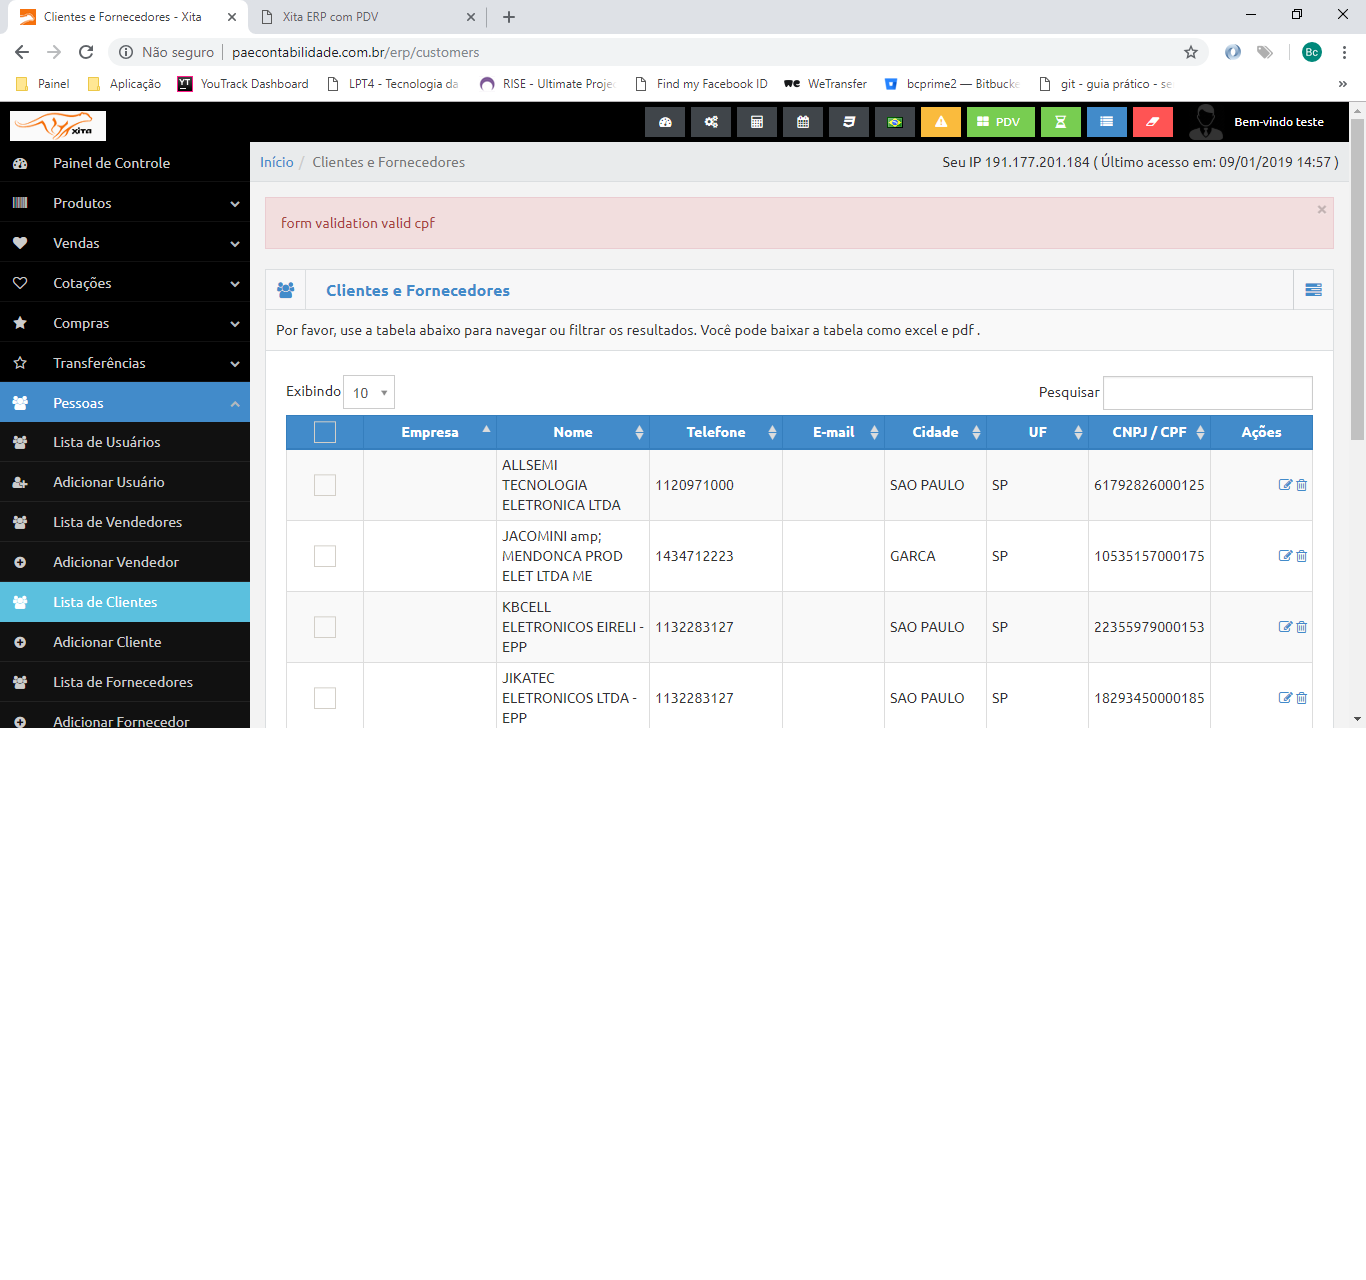 Clientes e Fornecedores - Xita
Xita ERP com PDV
Não seguro
paecontabilidade.com.br/erp/customers
Bc
Painel
Aplicação
YT
YouTrack Dashboard
LPT4 - Tecnologia da
RISE - Ultimate Proje
Find my Facebook ID
we
WeTransfer
bcprime2 — Bitbucke
git - guia prático - se
»
xita
PDV
Bem-vindo teste
Painel de Controle
Produtos
Vendas
Cotações
Compras
Transferências
Pessoas
Lista de Usuários
Adicionar Usuário
Lista de Vendedores
Adicionar Vendedor
Lista de Clientes
Adicionar Cliente
Lista de Fornecedores
Adicionar Fornecedor
Início / Clientes e Fornecedores
Seu IP 191.177.201.184 ( Último acesso em: 09/01/2019 14:57 )
form validation valid cpf
×
Clientes e Fornecedores
Por favor, use a tabela abaixo para navegar ou filtrar os resultados. Você pode baixar a tabela como excel e pdf .
Exibindo 10
Pesquisar
Empresa Nome Telefone E-mail Cidade UF CNPJ / CPF Ações
ALLSEMI
TECNOLOGIA
ELETRONICA LTDA
1120971000 SAO PAULO SP 61792826000125
JACOMINI amp;
MENDONCA PROD
ELET LTDA ME
1434712223 GARCA SP 10535157000175
KBCELL
ELETRONICOS EIRELI -
EPP
1132283127 SAO PAULO SP 22355979000153
JIKATEC
ELETRONICOS LTDA -
EPP
1132283127 SAO PAULO SP 18293450000185